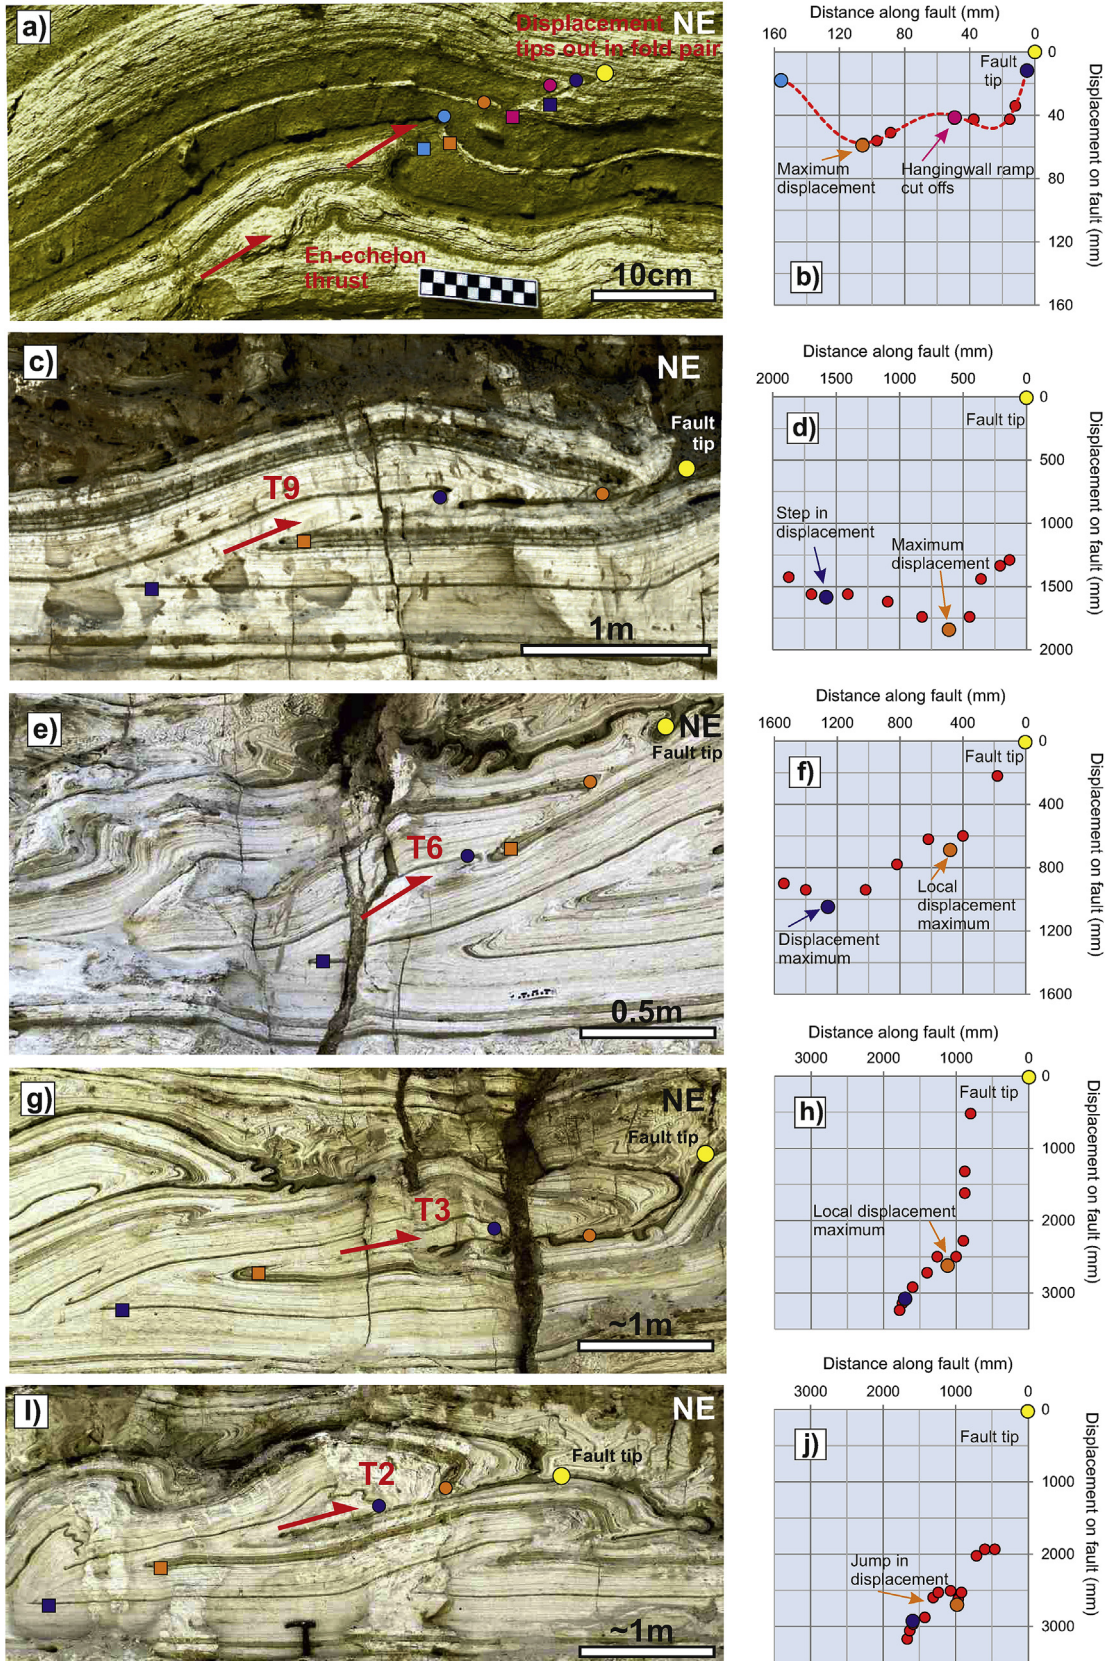 a)
Displacement
tips out in fold pair
NE
En-echelon
thrust
10cm
Distance along fault (mm)
160 120 80 40 0
0
40
80
120
160
Displacement on fault (mm)
Fault
tip
Maximum
displacement
Hangingwall ramp
cut offs
b)
c)
NE
Fault
tip
T9
1m
Distance along fault (mm)
2000 1500 1000 500 0
0
500
1000
1500
2000
Displacement on fault (mm)
d)
Fault tip
Step in
displacement
Maximum
displacement
e)
NE
Fault tip
T6
0.5m
Distance along fault (mm)
1600 1200 800 400 0
0
400
800
1200
1600
Displacement on fault (mm)
f)
Fault tip
Local
displacement
maximum
Displacement
maximum
g)
NE
Fault tip
T3
~1m
Distance along fault (mm)
3000 2000 1000 0
0
1000
2000
3000
Displacement on fault (mm)
h)
Fault tip
Local displacement
maximum
I)
NE
Fault tip
T2
~1m
Distance along fault (mm)
3000 2000 1000 0
0
1000
2000
3000
Displacement on fault (mm)
j)
Fault tip
Jump in
displacement